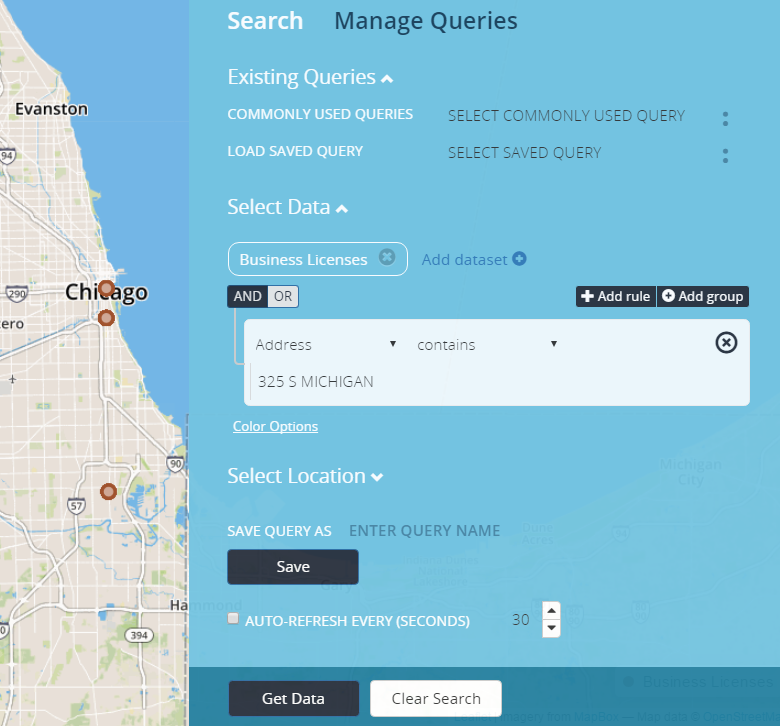 Search Manage Queries
Existing Queries
COMMONLY USED QUERIES SELECT COMMONLY USED QUERY
LOAD SAVED QUERY SELECT SAVED QUERY
Select Data
Business Licenses Add dataset
AND OR Add rule Add group
Address contains
325 S MICHIGAN
Color Options
Select Location
SAVE QUERY AS ENTER QUERY NAME
Save
AUTO-REFRESH EVERY (SECONDS) 30
Get Data Clear Search
Evanston
94
290
Chicago
ero
90
57
Michigan
City
Hammond
Gary
394
Business Licenses